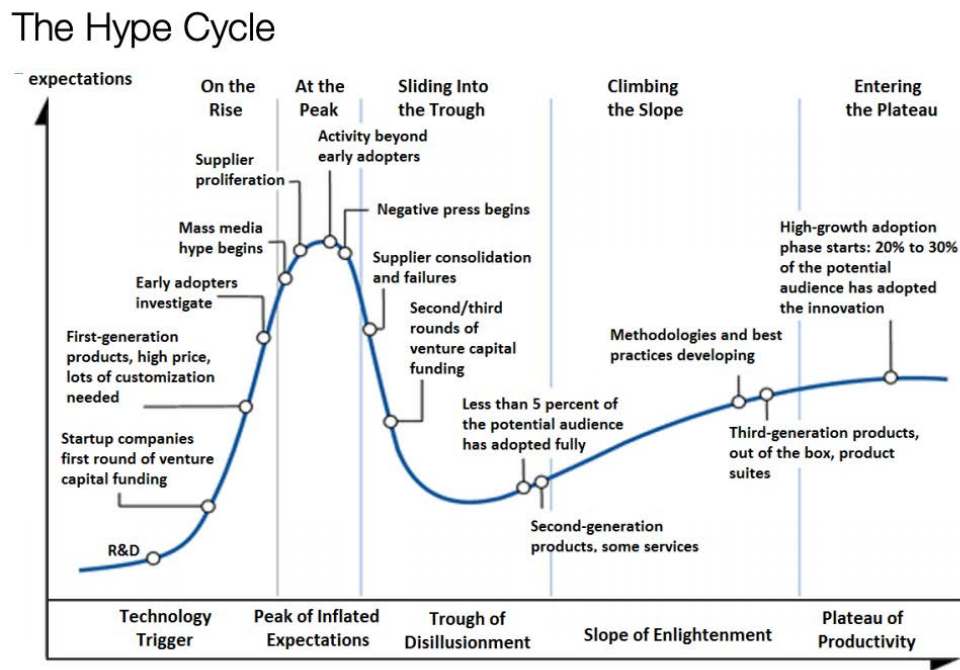 The Hype Cycle
expectations
On the
Rise
At the
Peak
Sliding Into
the Trough
Climbing
the Slope
Entering
the Plateau
Activity beyond
early adopters
Supplier
proliferation
Negative press begins
Mass media
hype begins
Supplier consolidation
and failures
Early adopters
investigate
Second/third
rounds of
venture capital
funding
First-generation
products, high price,
lots of customization
needed
Startup companies
first round of venture
capital funding
R&D
Less than 5 percent of
the potential audience
has adopted fully
Second-generation
products, some services
Methodologies and best
practices developing
Third-generation products,
out of the box, product
suites
High-growth adoption
phase starts: 20% to 30%
of the potential
audience has adopted
the innovation
Technology
Trigger
Peak of Inflated
Expectations
Trough of
Disillusionment
Slope of Enlightenment
Plateau of
Productivity